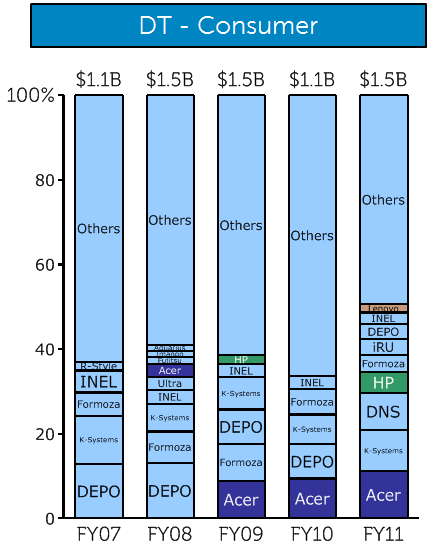 DT - Consumer
$1.1B $1.5B $1.5B $1.1B $1.5B
100%
80
60
40
20
0
Others
R-Style
INEL
Formoza
K-Systems
DEPO
Others
Aquarius
Imango
Fujitsu
Acer
Ultra
INEL
K-Systems
Formoza
DEPO
Others
HP
INEL
K-Systems
DEPO
Formoza
Acer
Others
INEL
Formoza
K-Systems
DEPO
Acer
Others
Lenovo
INEL
DEPO
iRU
Formoza
HP
DNS
K-Systems
Acer
FY07 FY08 FY09 FY10 FY11